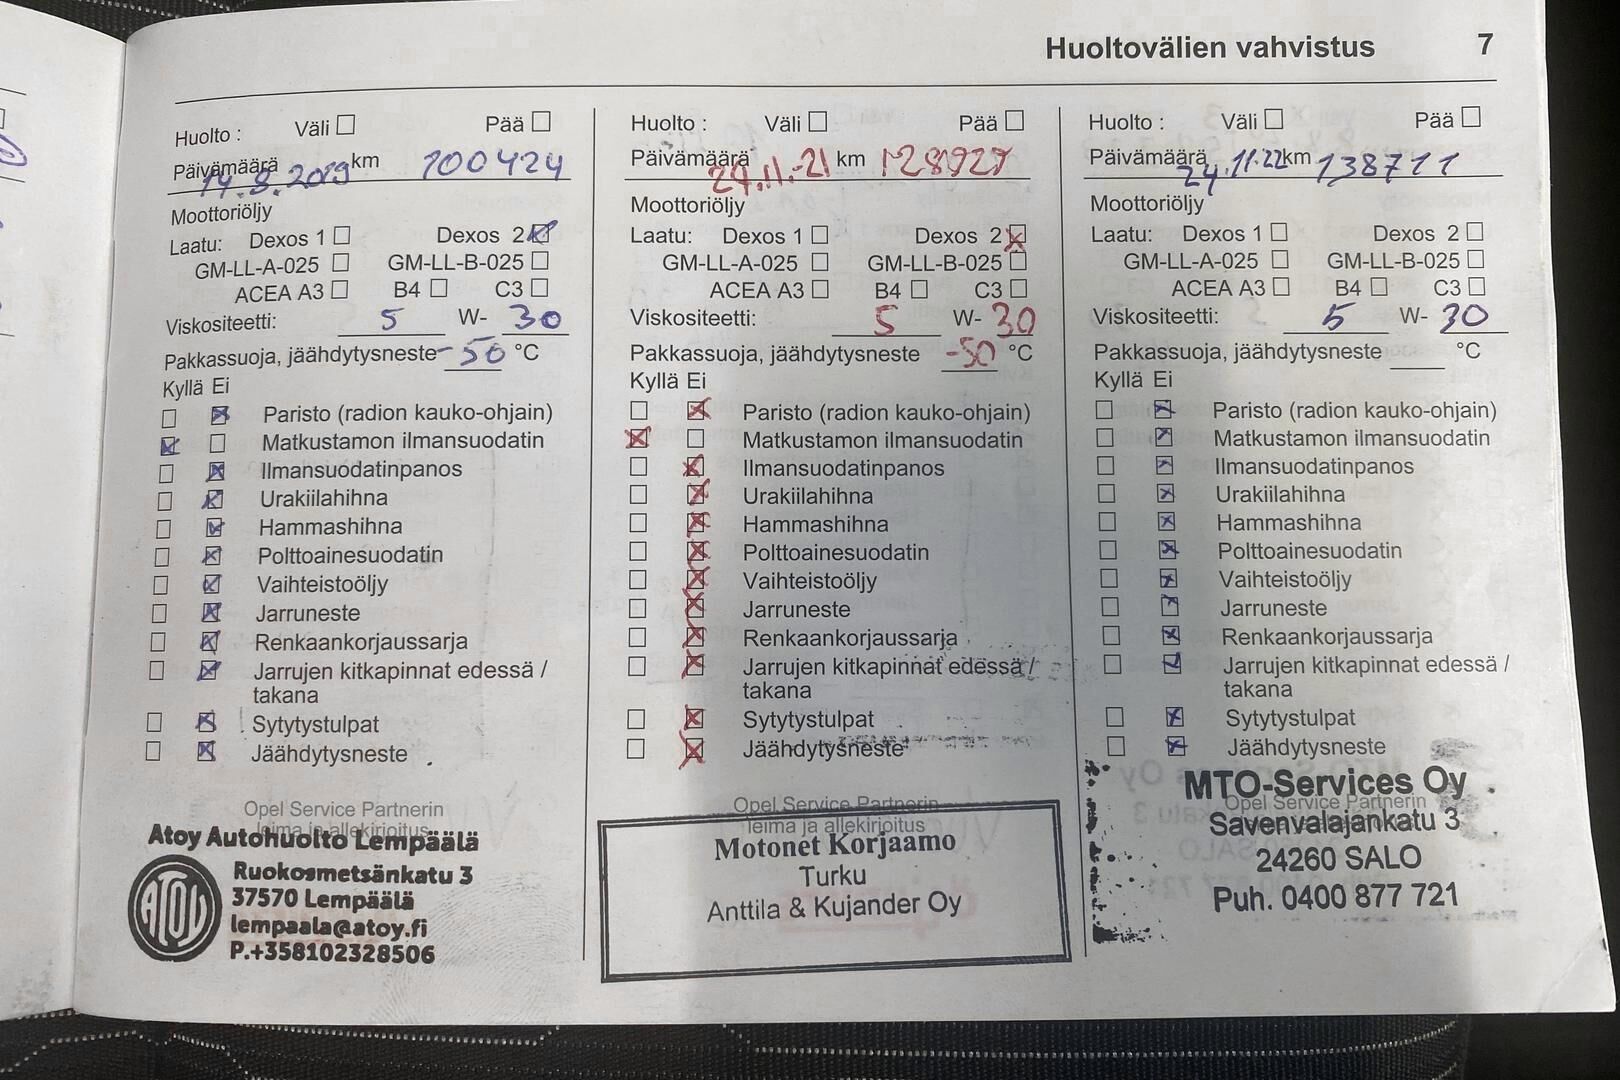 Huoltovälien vahvistus 7
Huolto : Väli Pää
Päivämäärä 14.8.2019 km 100424
Moottoriöljy
Laatu: Dexos 1 Dexos 2
GM-LL-A-025 GM-LL-B-025
ACEA A3 B4 C3
Viskositeetti: 5 W- 30
Pakkassuoja, jäähdytysneste -50 °C
Kyllä Ei
Paristo (radion kauko-ohjain)
Matkustamon ilmansuodatin
Ilmansuodatinpanos
Urakiilahihna
Hammashihna
Polttoainesuodatin
Vaihteistoöljy
Jarruneste
Renkaankorjaussarja
Jarrujen kitkapinnat edessä /
takana
Sytytystulpat
Jäähdytysneste
Opel Service Partnerin
leima ja allekirjoitus
Atoy Autohuolto Lempäälä
ATOY
Ruokosmetsänkatu 3
37570 Lempäälä
lempaala@atoy.fi
P.+358102328506
Huolto : Väli Pää
Päivämäärä 29.11.-21 km 128927
Moottoriöljy
Laatu: Dexos 1 Dexos 2
GM-LL-A-025 GM-LL-B-025
ACEA A3 B4 C3
Viskositeetti: 5 W- 30
Pakkassuoja, jäähdytysneste -50 °C
Kyllä Ei
Paristo (radion kauko-ohjain)
Matkustamon ilmansuodatin
Ilmansuodatinpanos
Urakiilahihna
Hammashihna
Polttoainesuodatin
Vaihteistoöljy
Jarruneste
Renkaankorjaussarja
Jarrujen kitkapinnat edessä /
takana
Sytytystulpat
Jäähdytysneste
Opel Service Partnerin
leima ja allekirjoitus
Motonet Korjaamo
Turku
Anttila & Kujander Oy
Huolto : Väli Pää
Päivämäärä 24.11.22 km 138711
Moottoriöljy
Laatu: Dexos 1 Dexos 2
GM-LL-A-025 GM-LL-B-025
ACEA A3 B4 C3
Viskositeetti: 5 W- 30
Pakkassuoja, jäähdytysneste °C
Kyllä Ei
Paristo (radion kauko-ohjain)
Matkustamon ilmansuodatin
Ilmansuodatinpanos
Urakiilahihna
Hammashihna
Polttoainesuodatin
Vaihteistoöljy
Jarruneste
Renkaankorjaussarja
Jarrujen kitkapinnat edessä /
takana
Sytytystulpat
Jäähdytysneste
MTO-Services Oy
Opel Service Partnerin
Savenvalajankatu 3
24260 SALO
Puh. 0400 877 721